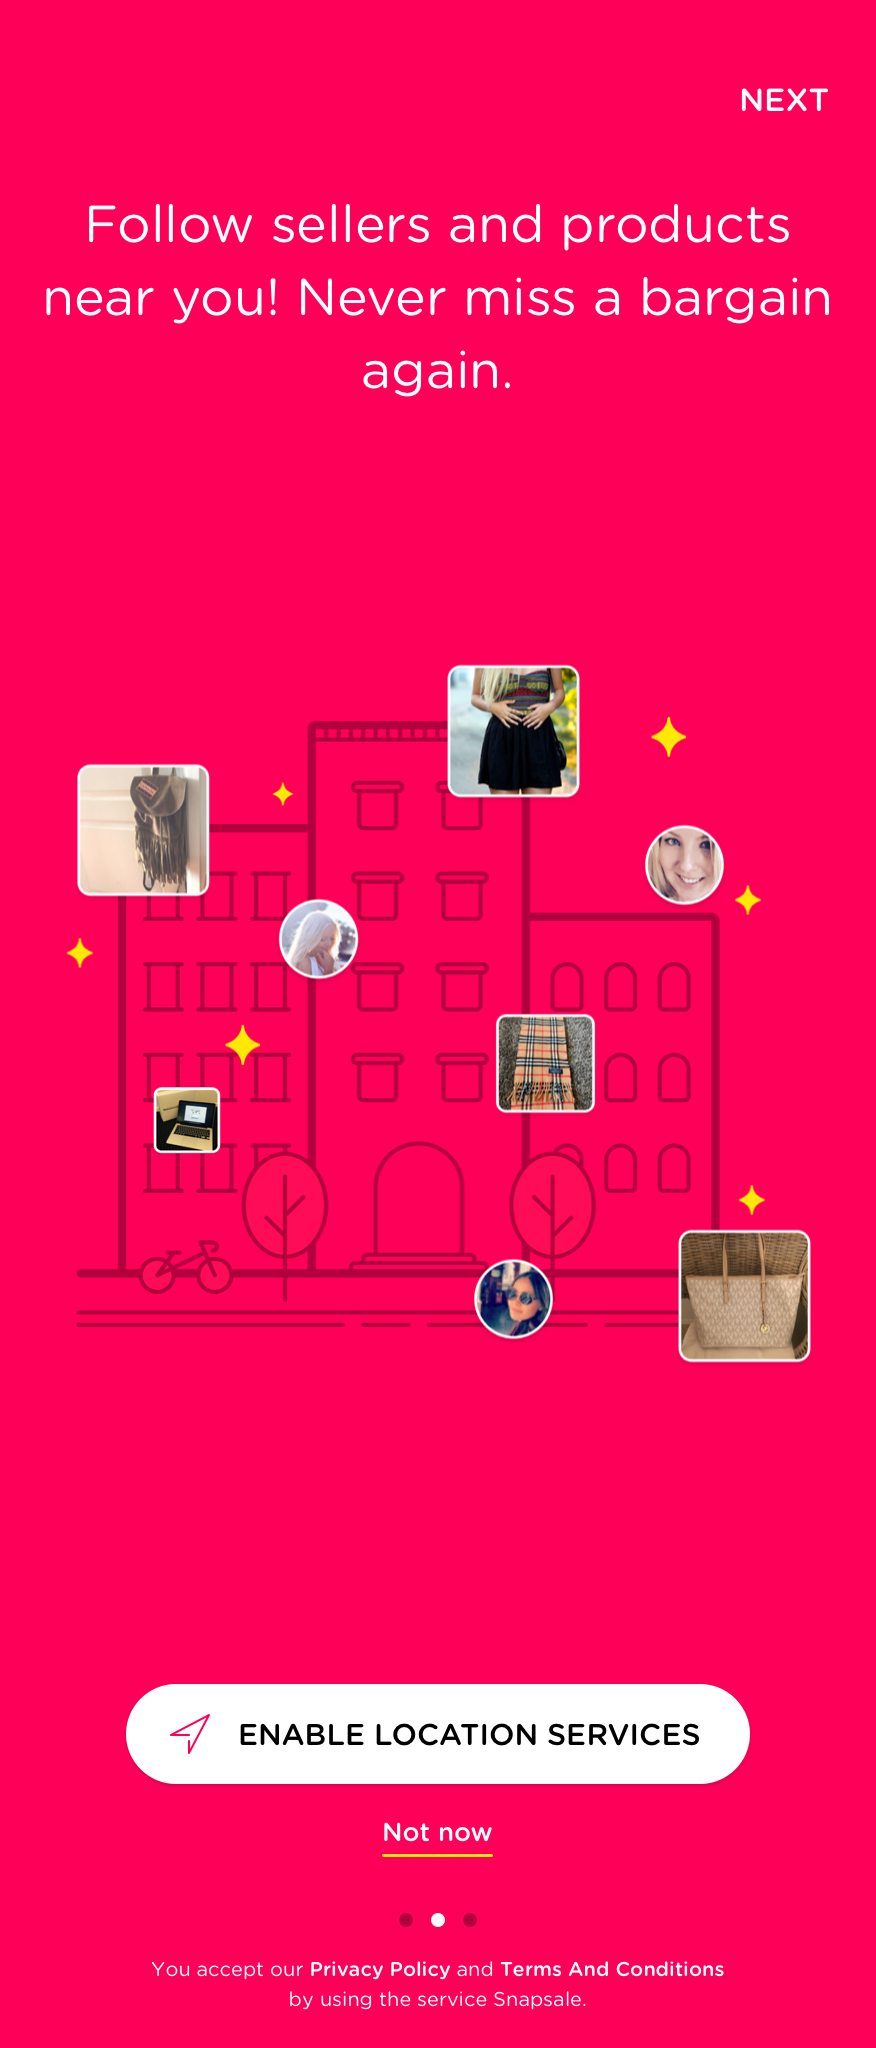 NEXT
Follow sellers and products
near you! Never miss a bargain
again.
ENABLE LOCATION SERVICES
Not now
You accept our Privacy Policy and Terms And Conditions
by using the service Snapsale.